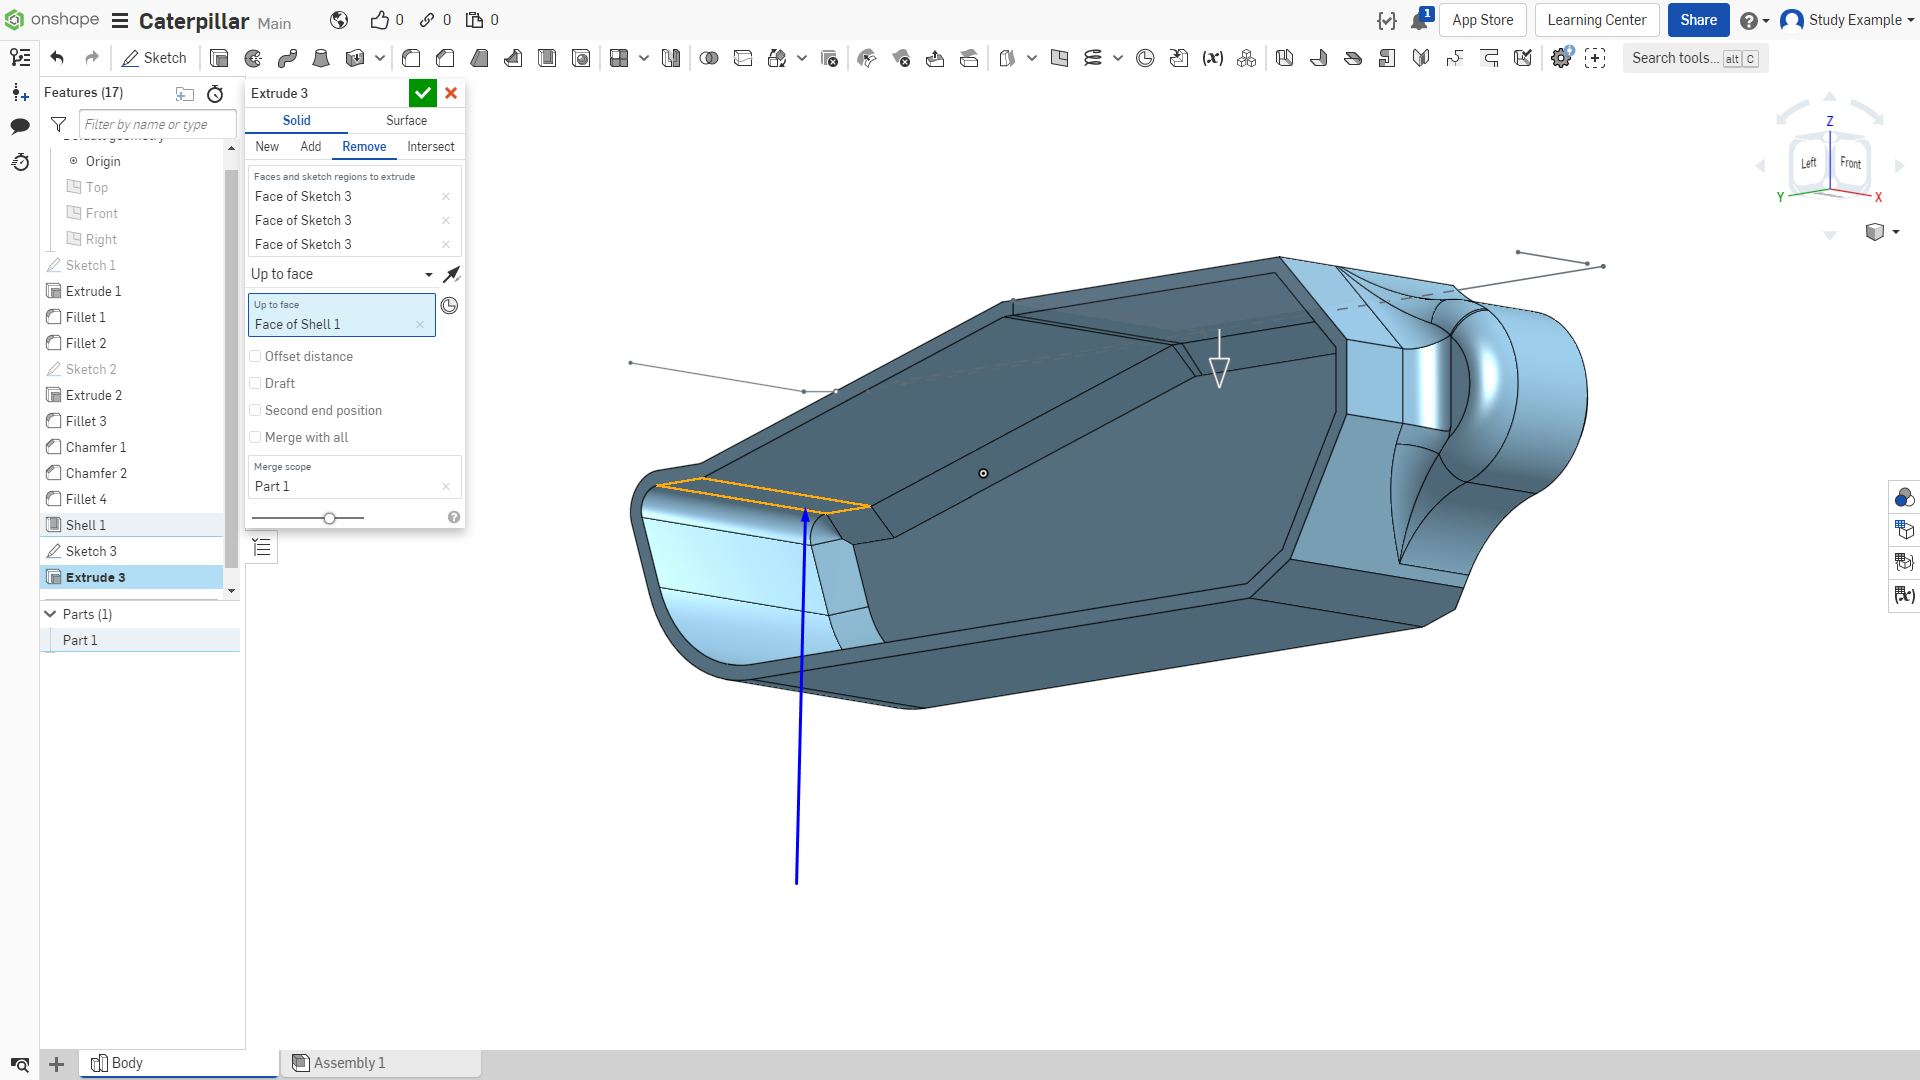 onshape Caterpillar Main 0 0 0 1 App Store Learning Center Share Study Example
Sketch Search tools... alt C
Features (17)
Filter by name or type
Default geometry
Origin
Top
Front
Right
Sketch 1
Extrude 1
Fillet 1
Fillet 2
Sketch 2
Extrude 2
Fillet 3
Chamfer 1
Chamfer 2
Fillet 4
Shell 1
Sketch 3
Extrude 3
Parts (1)
Part 1
Extrude 3
Solid Surface
New Add Remove Intersect
Faces and sketch regions to extrude
Face of Sketch 3
Face of Sketch 3
Face of Sketch 3
Up to face
Up to face
Face of Shell 1
Offset distance
Draft
Second end position
Merge with all
Merge scope
Part 1
Z
Left Front
Y X
(x)
(x)
Body Assembly 1